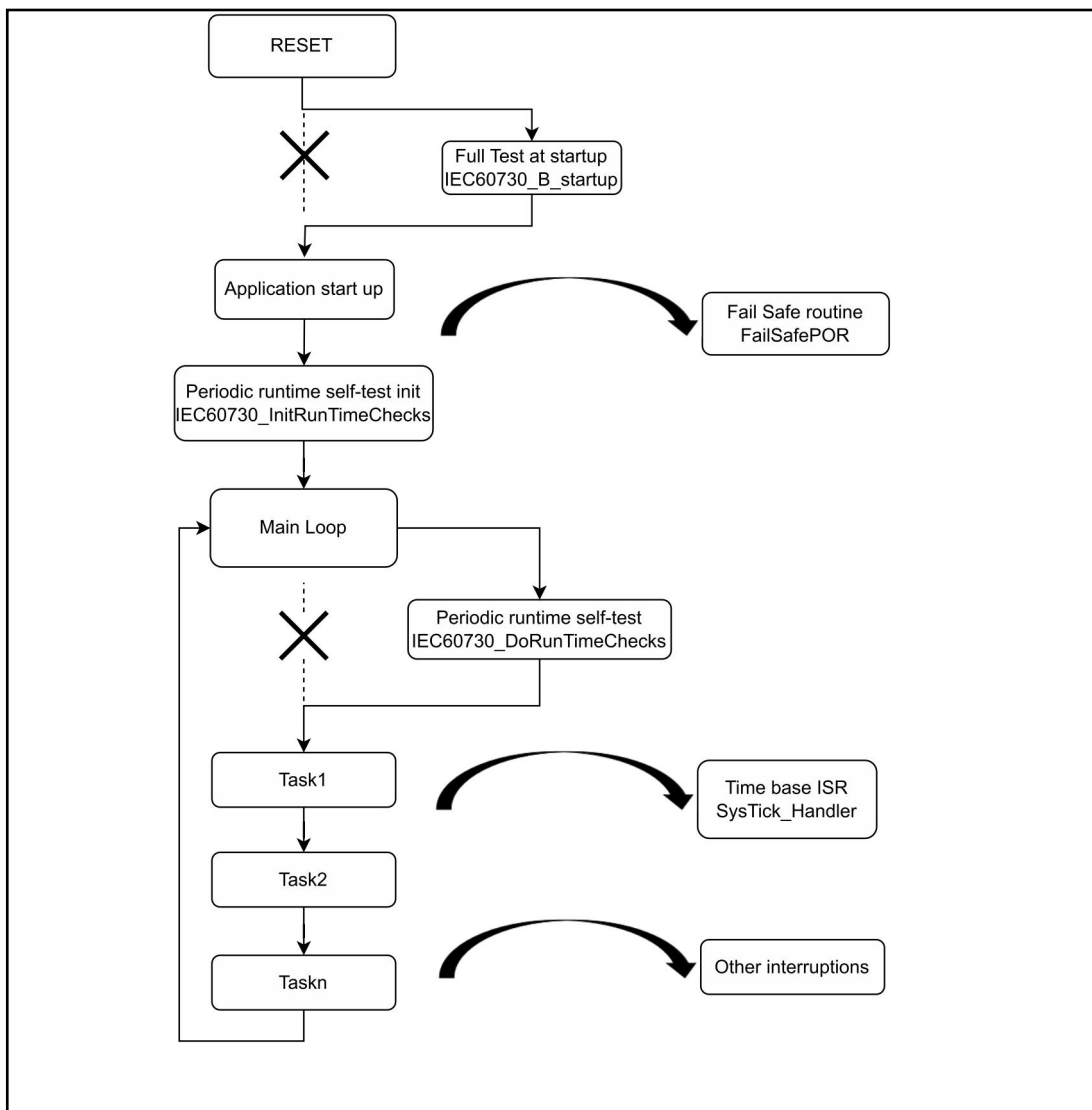 RESET
Full Test at startup
IEC60730_B_startup
Application start up
Fail Safe routine
FailSafePOR
Periodic runtime self-test init
IEC60730_InitRunTimeChecks
Main Loop
Periodic runtime self-test
IEC60730_DoRunTimeChecks
Task1
Time base ISR
SysTick_Handler
Task2
Taskn
Other interruptions